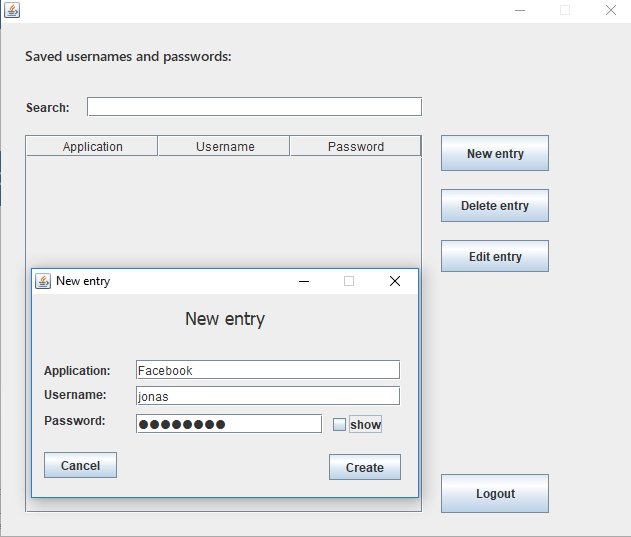 Saved usernames and passwords:
Search:
Application Username Password
New entry
Delete entry
Edit entry
New entry
New entry
Application: Facebook
Username: jonas
Password: ●●●●●●●● show
Cancel Create
Logout